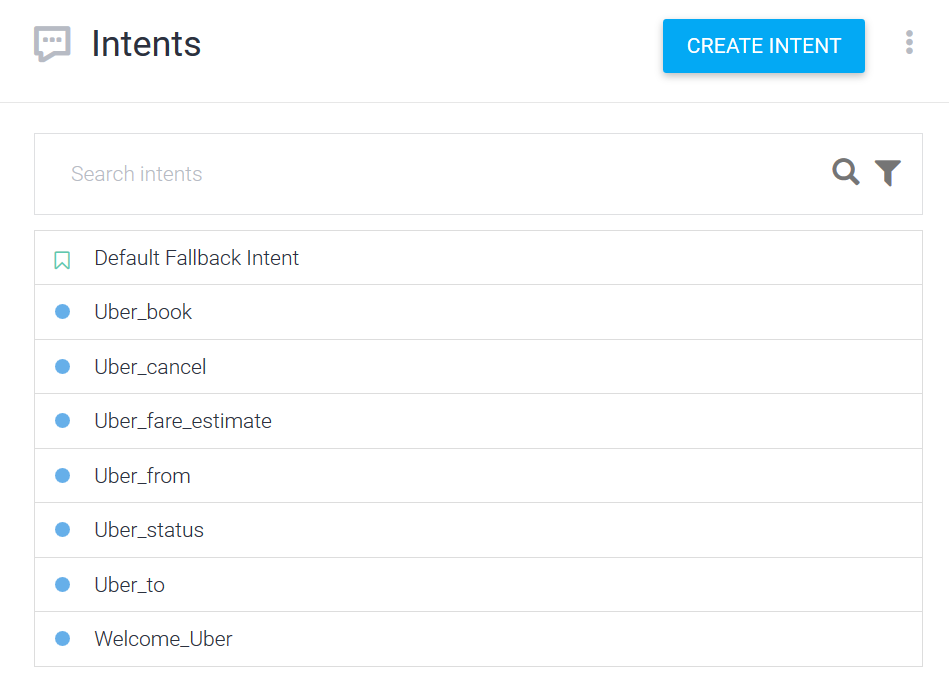 Intents
CREATE INTENT
Search intents
Default Fallback Intent
Uber_book
Uber_cancel
Uber_fare_estimate
Uber_from
Uber_status
Uber_to
Welcome_Uber